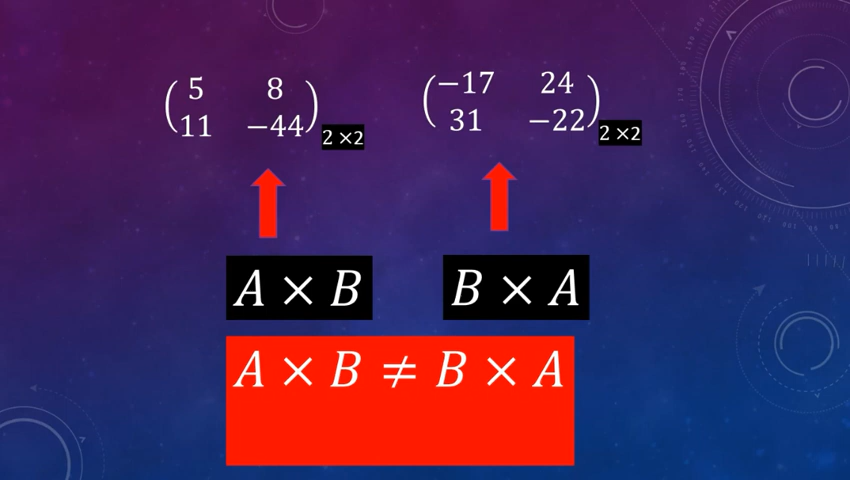 5 8 −17 24
11 −44 31 −22
2 ×2 2 ×2
A × B B × A
A × B ≠ B × A